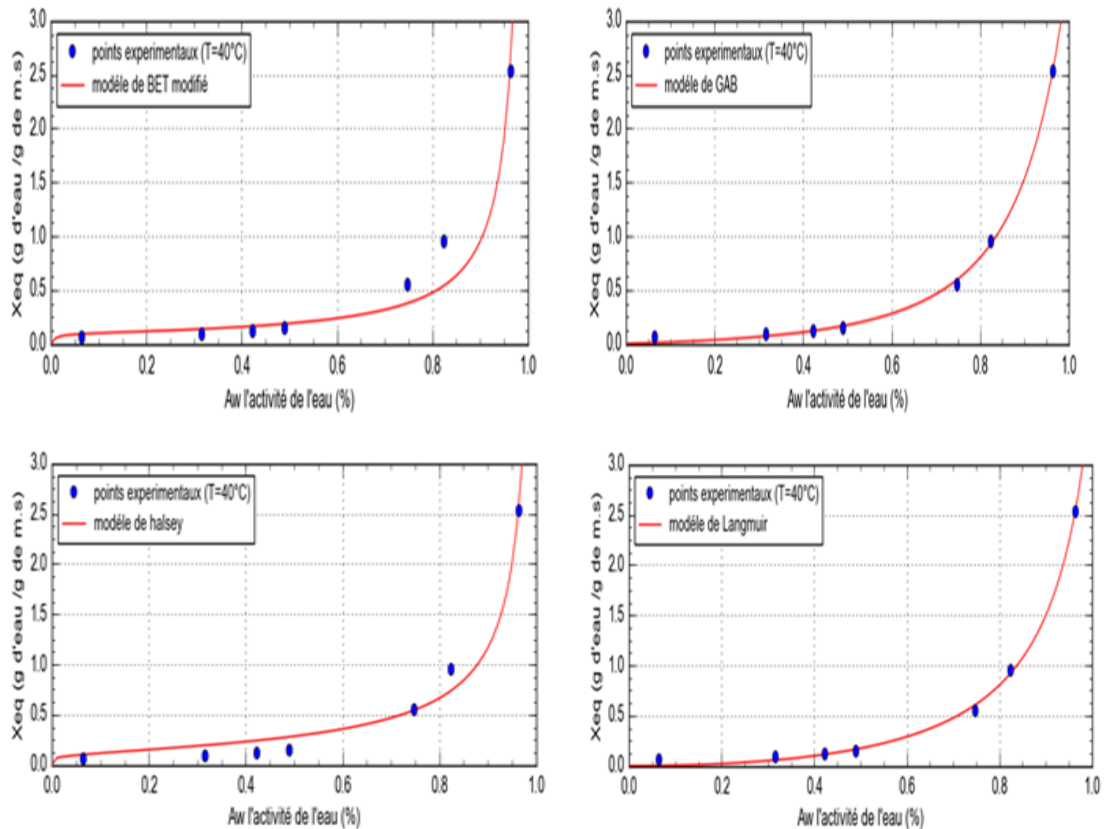 3.0
2.5
2.0
1.5
1.0
0.5
0.0
Xeq (g d'eau /g de m.s)
points experimentaux (T=40°C)
modéle de BET modifié
0.0 0.2 0.4 0.6 0.8 1.0
Aw l'activité de l'eau (%)
3.0
2.5
2.0
1.5
1.0
0.5
0.0
Xeq (g d'eau /g de m.s)
points experimentaux (T=40°C)
modéle de GAB
0.0 0.2 0.4 0.6 0.8 1.0
Aw l'activité de l'eau (%)
3.0
2.5
2.0
1.5
1.0
0.5
0.0
Xeq (g d'eau /g de m.s)
points experimentaux (T=40°C)
modéle de halsey
0.0 0.2 0.4 0.6 0.8 1.0
Aw l'activité de l'eau (%)
3.0
2.5
2.0
1.5
1.0
0.5
0.0
Xeq (g d'eau /g de m.s)
points experimentaux (T=40°C)
modéle de Langmuir
0.0 0.2 0.4 0.6 0.8 1.0
Aw l'activité de l'eau (%)